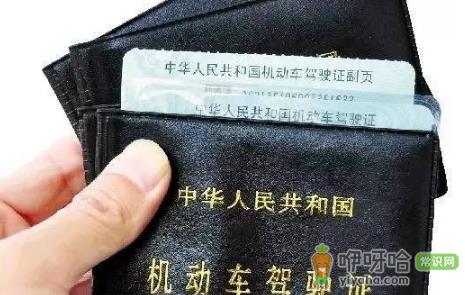 中华人民共和国机动车驾驶证副页
中华人民共和国机动车驾驶证
中华人民共和国
机动车驾驶证
咿呀哈 常识网
yiyaha.com